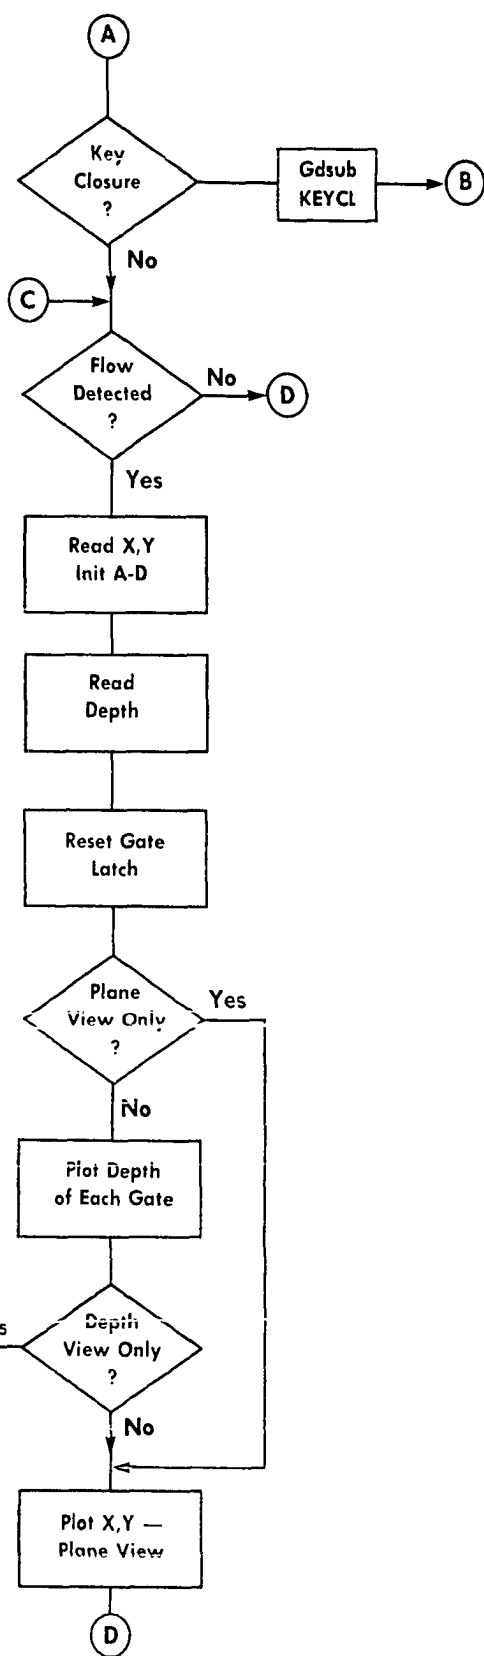 A
Key
Closure
?
Gdsub
KEYCL
B
No
C
Flow
Detected
?
No
D
Yes
Read X,Y
Init A-D
Read
Depth
Reset Gate
Latch
Plane
View Only
?
Yes
No
Plot Depth
of Each Gate
Depth
View Only
?
s
No
Plot X,Y —
Plane View
D